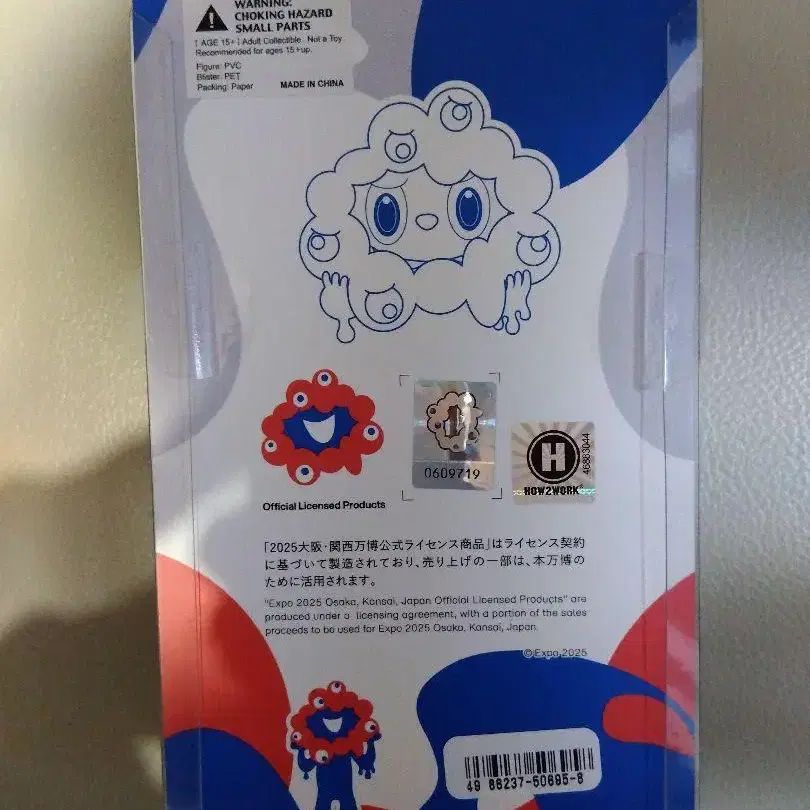 WARNING:
CHOKING HAZARD
SMALL PARTS
[ AGE 15+ ] Adult Collectible . Not a Toy
Recommended for ages 15+up.
Figure: PVC
Blister: PET
Packing: Paper
MADE IN CHINA
0609719
H
46883044
HOW2WORK
Official Licensed Products
「2025大阪・関西万博公式ライセンス商品」はライセンス契約
に基づいて製造されており、売り上げの一部は、本万博の
ために活用されます。
"Expo 2025 Osaka, Kansai, Japan Official Licensed Products" are
produced under a licensing agreement, with a portion of the sales
proceeds to be used for Expo 2025 Osaka, Kansai, Japan.
©Expo 2025
49 86237-50695-8